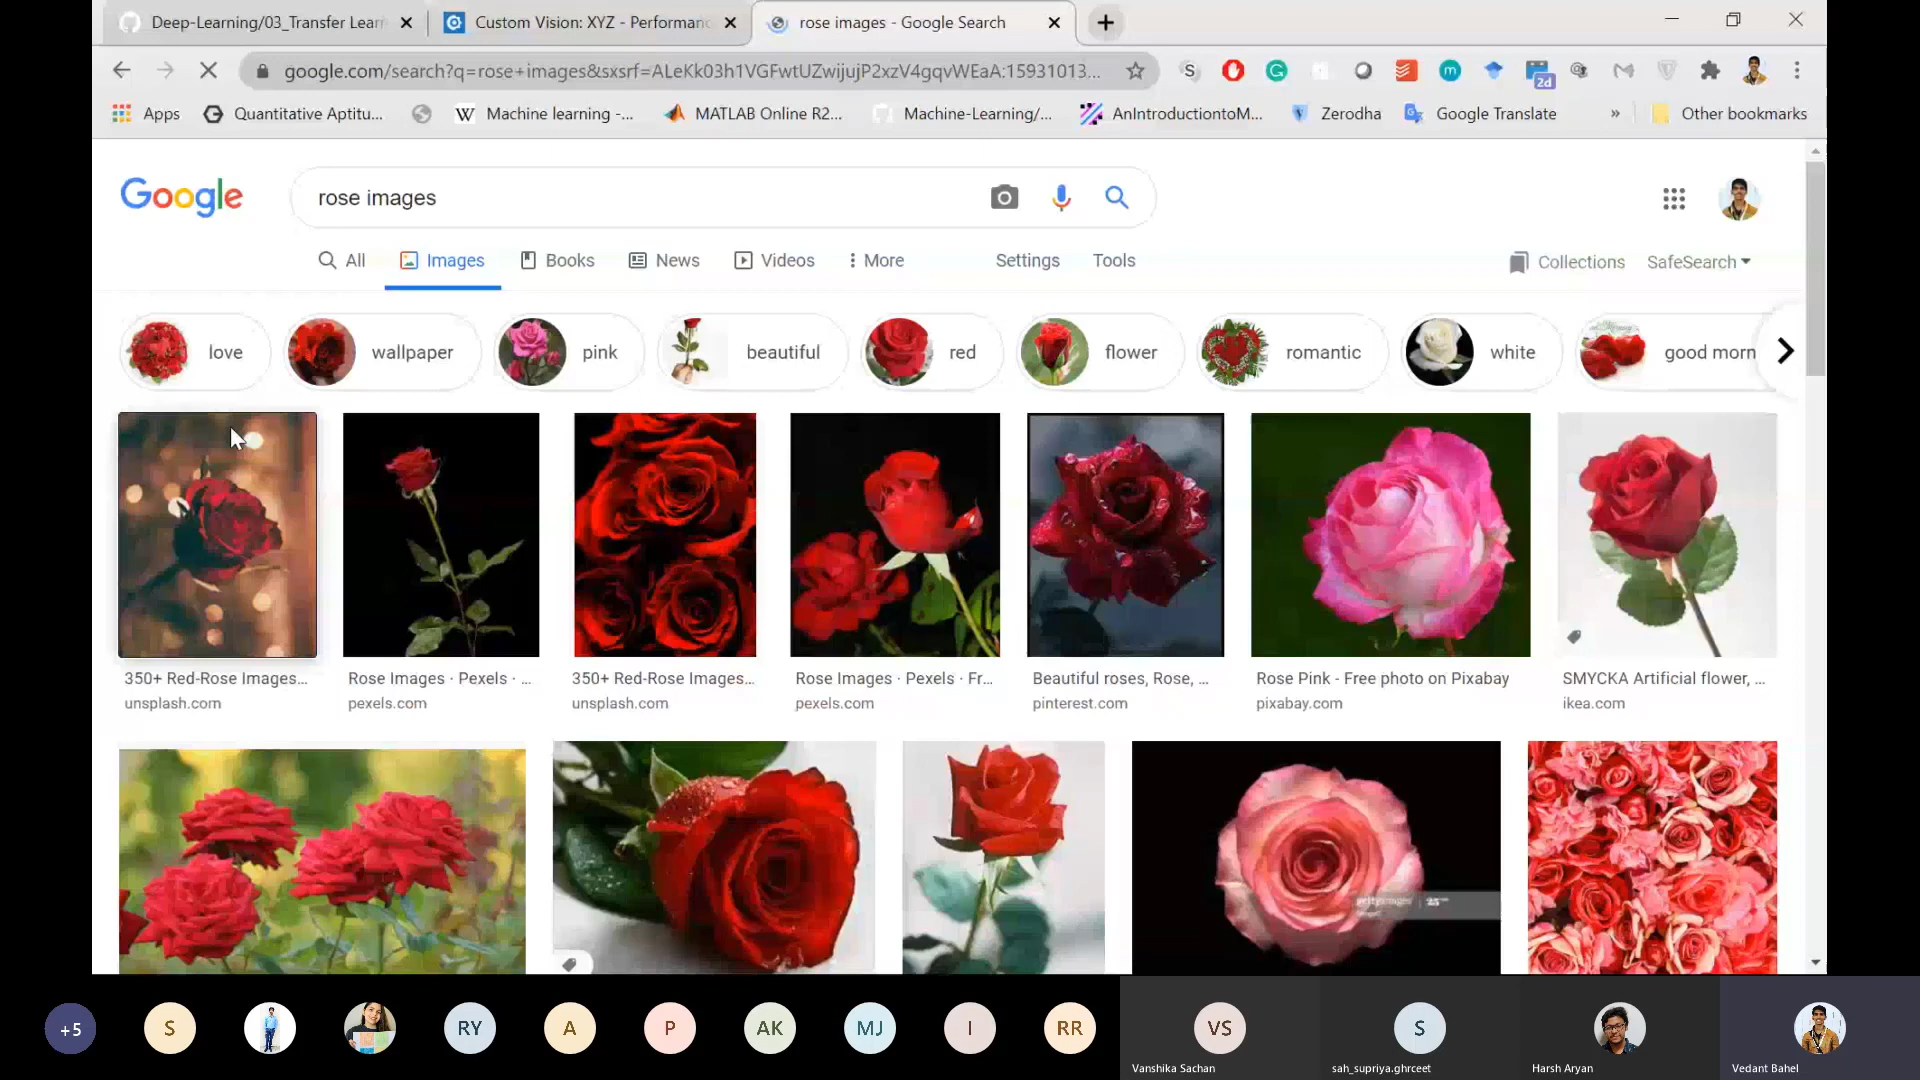 Deep-Learning/03_Transfer Lear
Custom Vision: XYZ - Performanc
rose images - Google Search
google.com/search?q=rose+images&sxsrf=ALeKk03h1VGFwtUZwijujP2xzV4gqvWEaA:15931013...
2d
Apps
Quantitative Aptitu...
Machine learning -...
MATLAB Online R2...
Machine-Learning/...
AnIntroductiontoM...
Zerodha
Google Translate
»
Other bookmarks
Google
rose images
All
Images
Books
News
Videos
More
Settings
Tools
Collections
SafeSearch
love
wallpaper
pink
beautiful
red
flower
romantic
white
good morn
350+ Red-Rose Images...
unsplash.com
Rose Images · Pexels · ...
pexels.com
350+ Red-Rose Images...
unsplash.com
Rose Images · Pexels · Fr...
pexels.com
Beautiful roses, Rose, ...
pinterest.com
Rose Pink - Free photo on Pixabay
pixabay.com
SMYCKA Artificial flower, ...
ikea.com
gettyimages
+5
S
RY
A
P
AK
MJ
I
RR
VS
Vanshika Sachan
S
sah_supriya.ghrceet
Harsh Aryan
Vedant Bahel